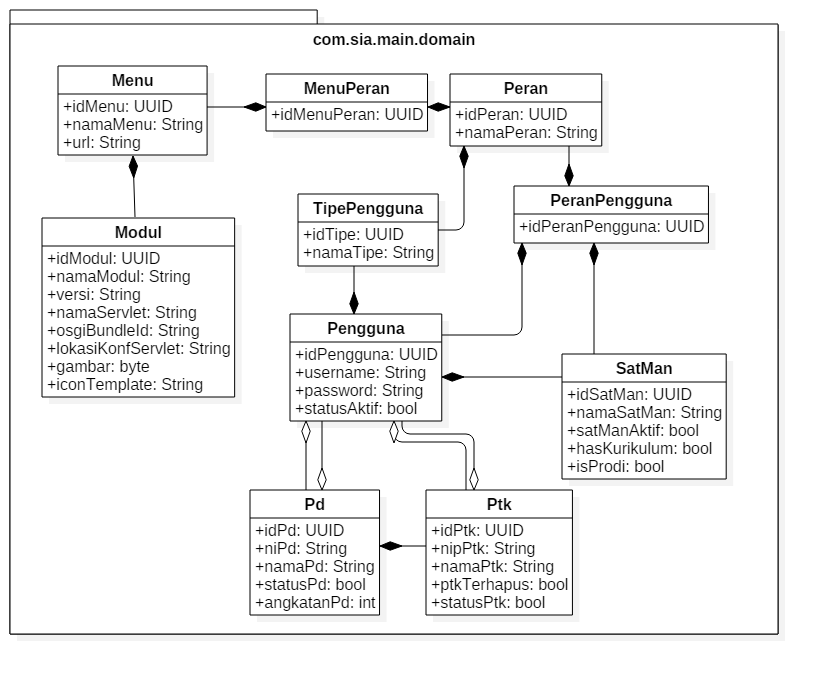 com.sia.main.domain
Menu
+idMenu: UUID
+namaMenu: String
+url: String
MenuPeran
+idMenuPeran: UUID
Peran
+idPeran: UUID
+namaPeran: String
TipePengguna
+idTipe: UUID
+namaTipe: String
PeranPengguna
+idPeranPengguna: UUID
Modul
+idModul: UUID
+namaModul: String
+versi: String
+namaServlet: String
+osgiBundleId: String
+lokasiKonfServlet: String
+gambar: byte
+iconTemplate: String
Pengguna
+idPengguna: UUID
+username: String
+password: String
+statusAktif: bool
SatMan
+idSatMan: UUID
+namaSatMan: String
+satManAktif: bool
+hasKurikulum: bool
+isProdi: bool
Pd
+idPd: UUID
+niPd: String
+namaPd: String
+statusPd: bool
+angkatanPd: int
Ptk
+idPtk: UUID
+nipPtk: String
+namaPtk: String
+ptkTerhapus: bool
+statusPtk: bool